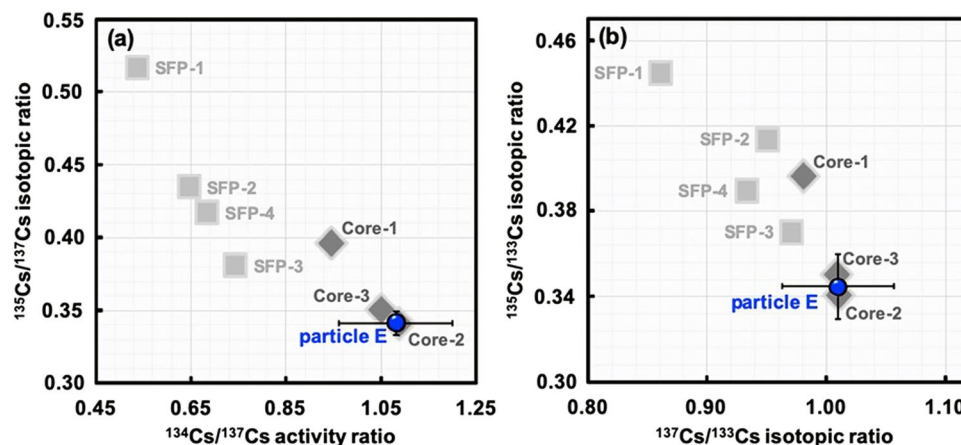 (a)
0.55
0.50
0.45
0.40
0.35
0.30
¹³⁵Cs/¹³⁷Cs isotopic ratio
SFP-1
SFP-2
SFP-4
SFP-3
Core-1
Core-3
particle E
Core-2
0.45 0.65 0.85 1.05 1.25
¹³⁴Cs/¹³⁷Cs activity ratio
(b)
0.46
0.42
0.38
0.34
0.30
¹³⁵Cs/¹³³Cs isotopic ratio
SFP-1
SFP-2
Core-1
SFP-4
SFP-3
Core-3
particle E
Core-2
0.80 0.90 1.00 1.10
¹³⁷Cs/¹³³Cs isotopic ratio